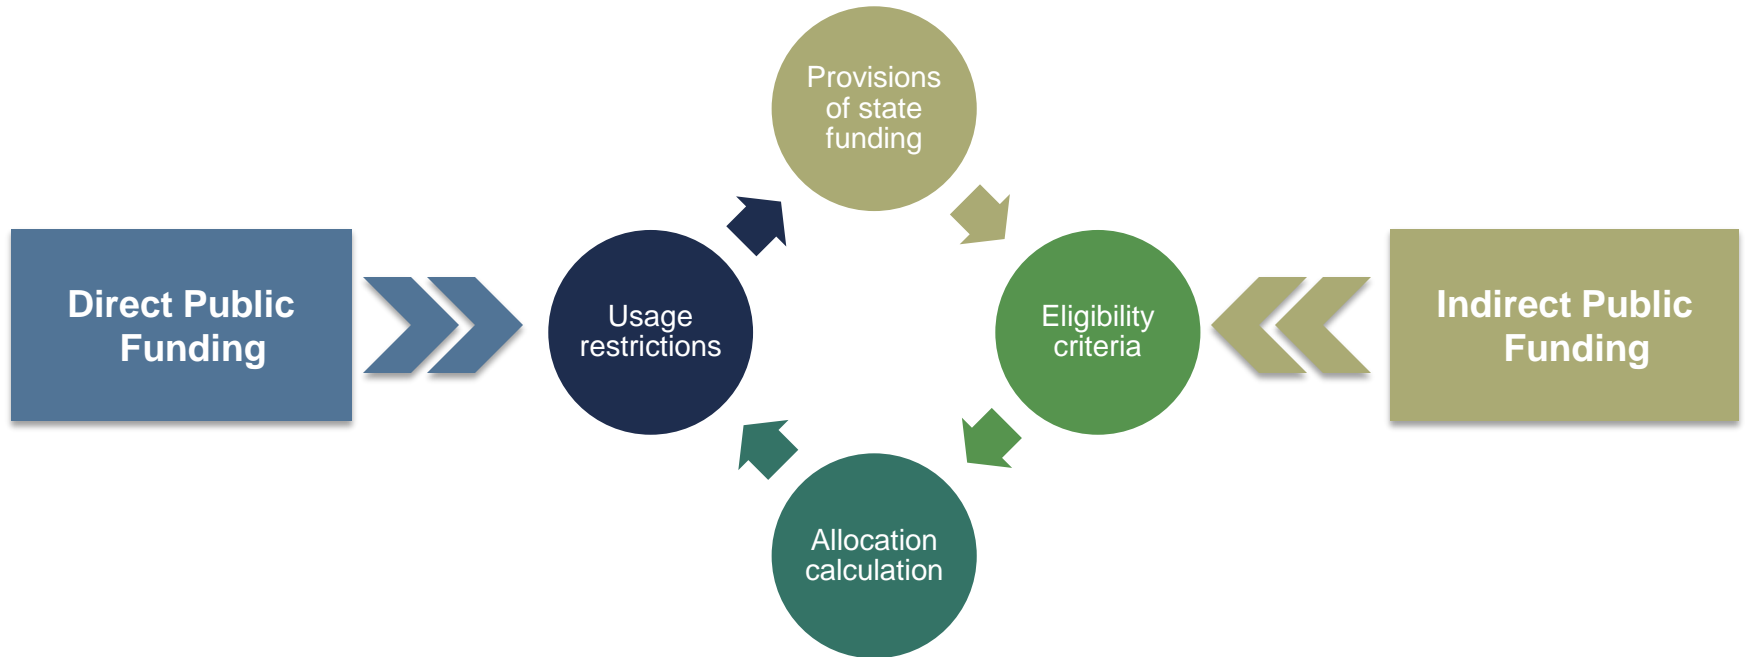 Provisions
of state
funding
Direct Public
Funding
Usage
restrictions
Eligibility
criteria
Indirect Public
Funding
Allocation
calculation